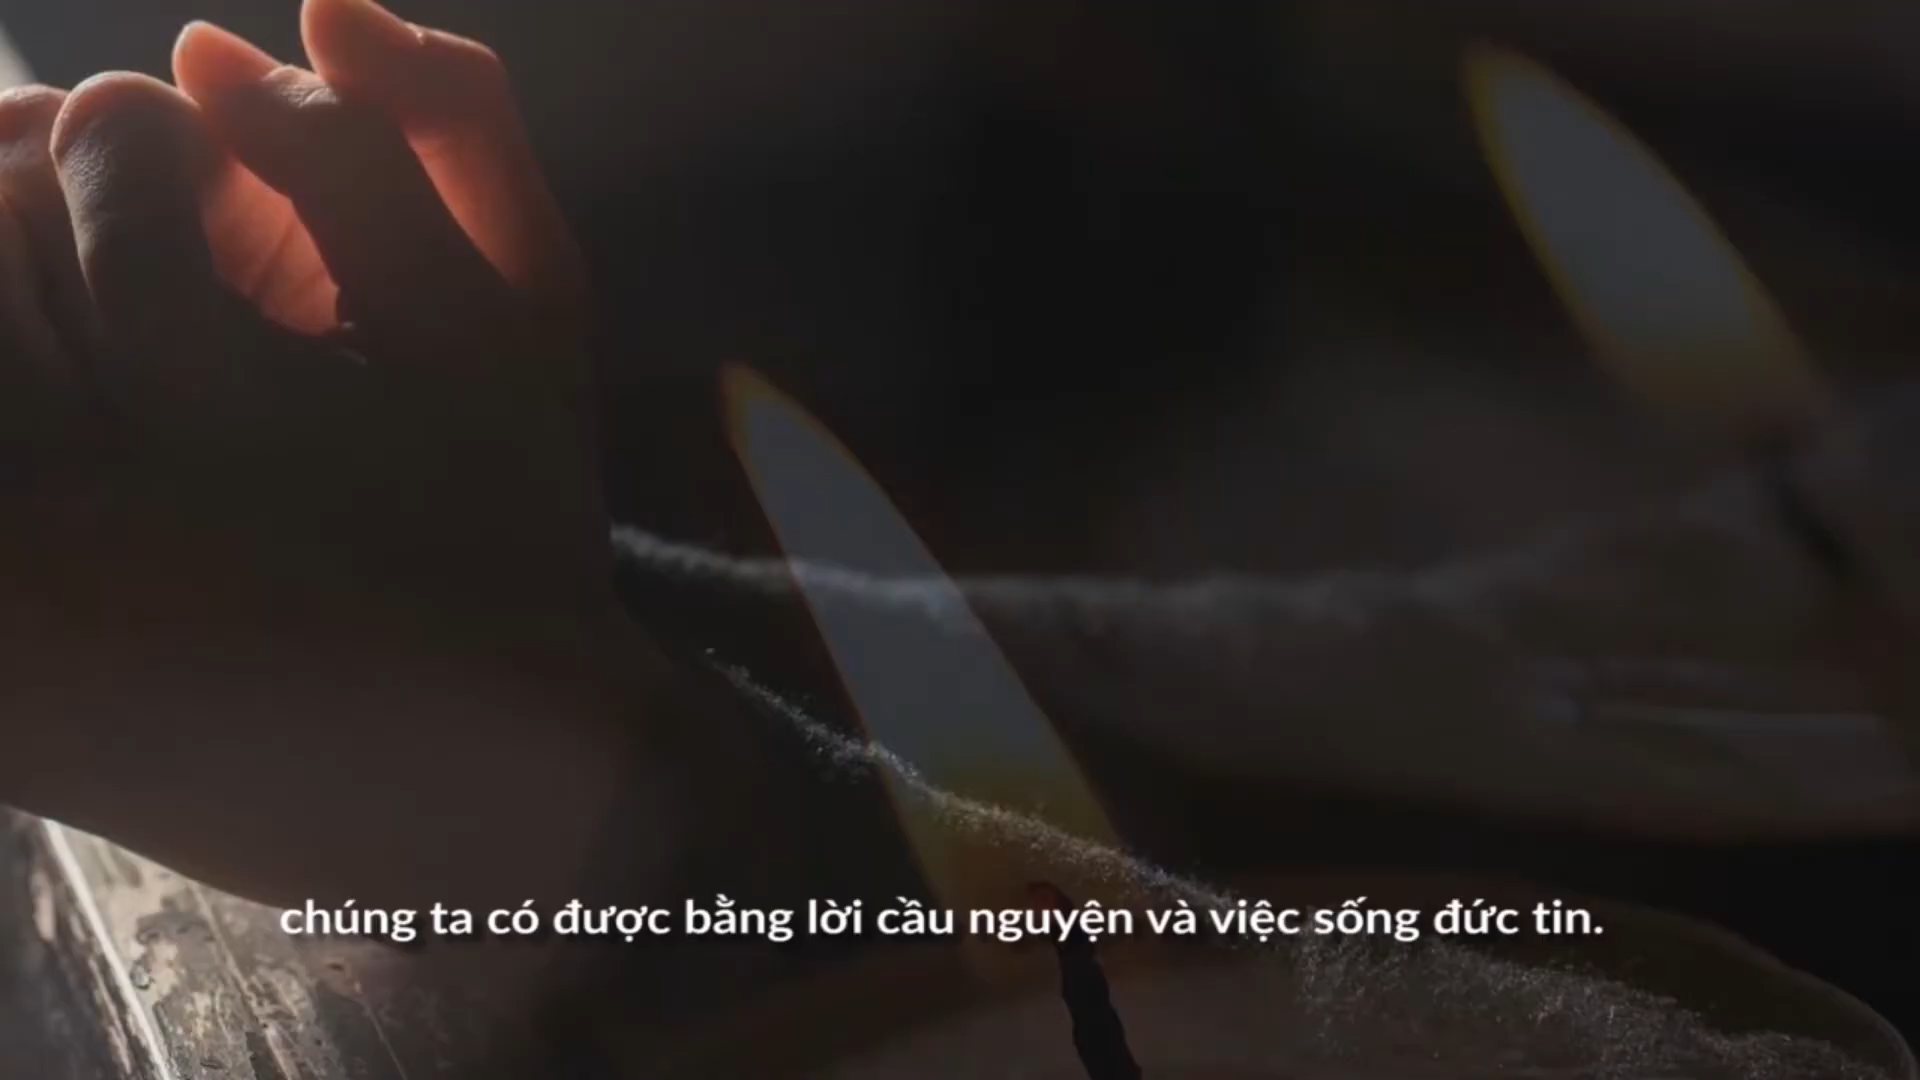 chúng ta có được bằng lời cầu nguyện và việc sống đức tin.